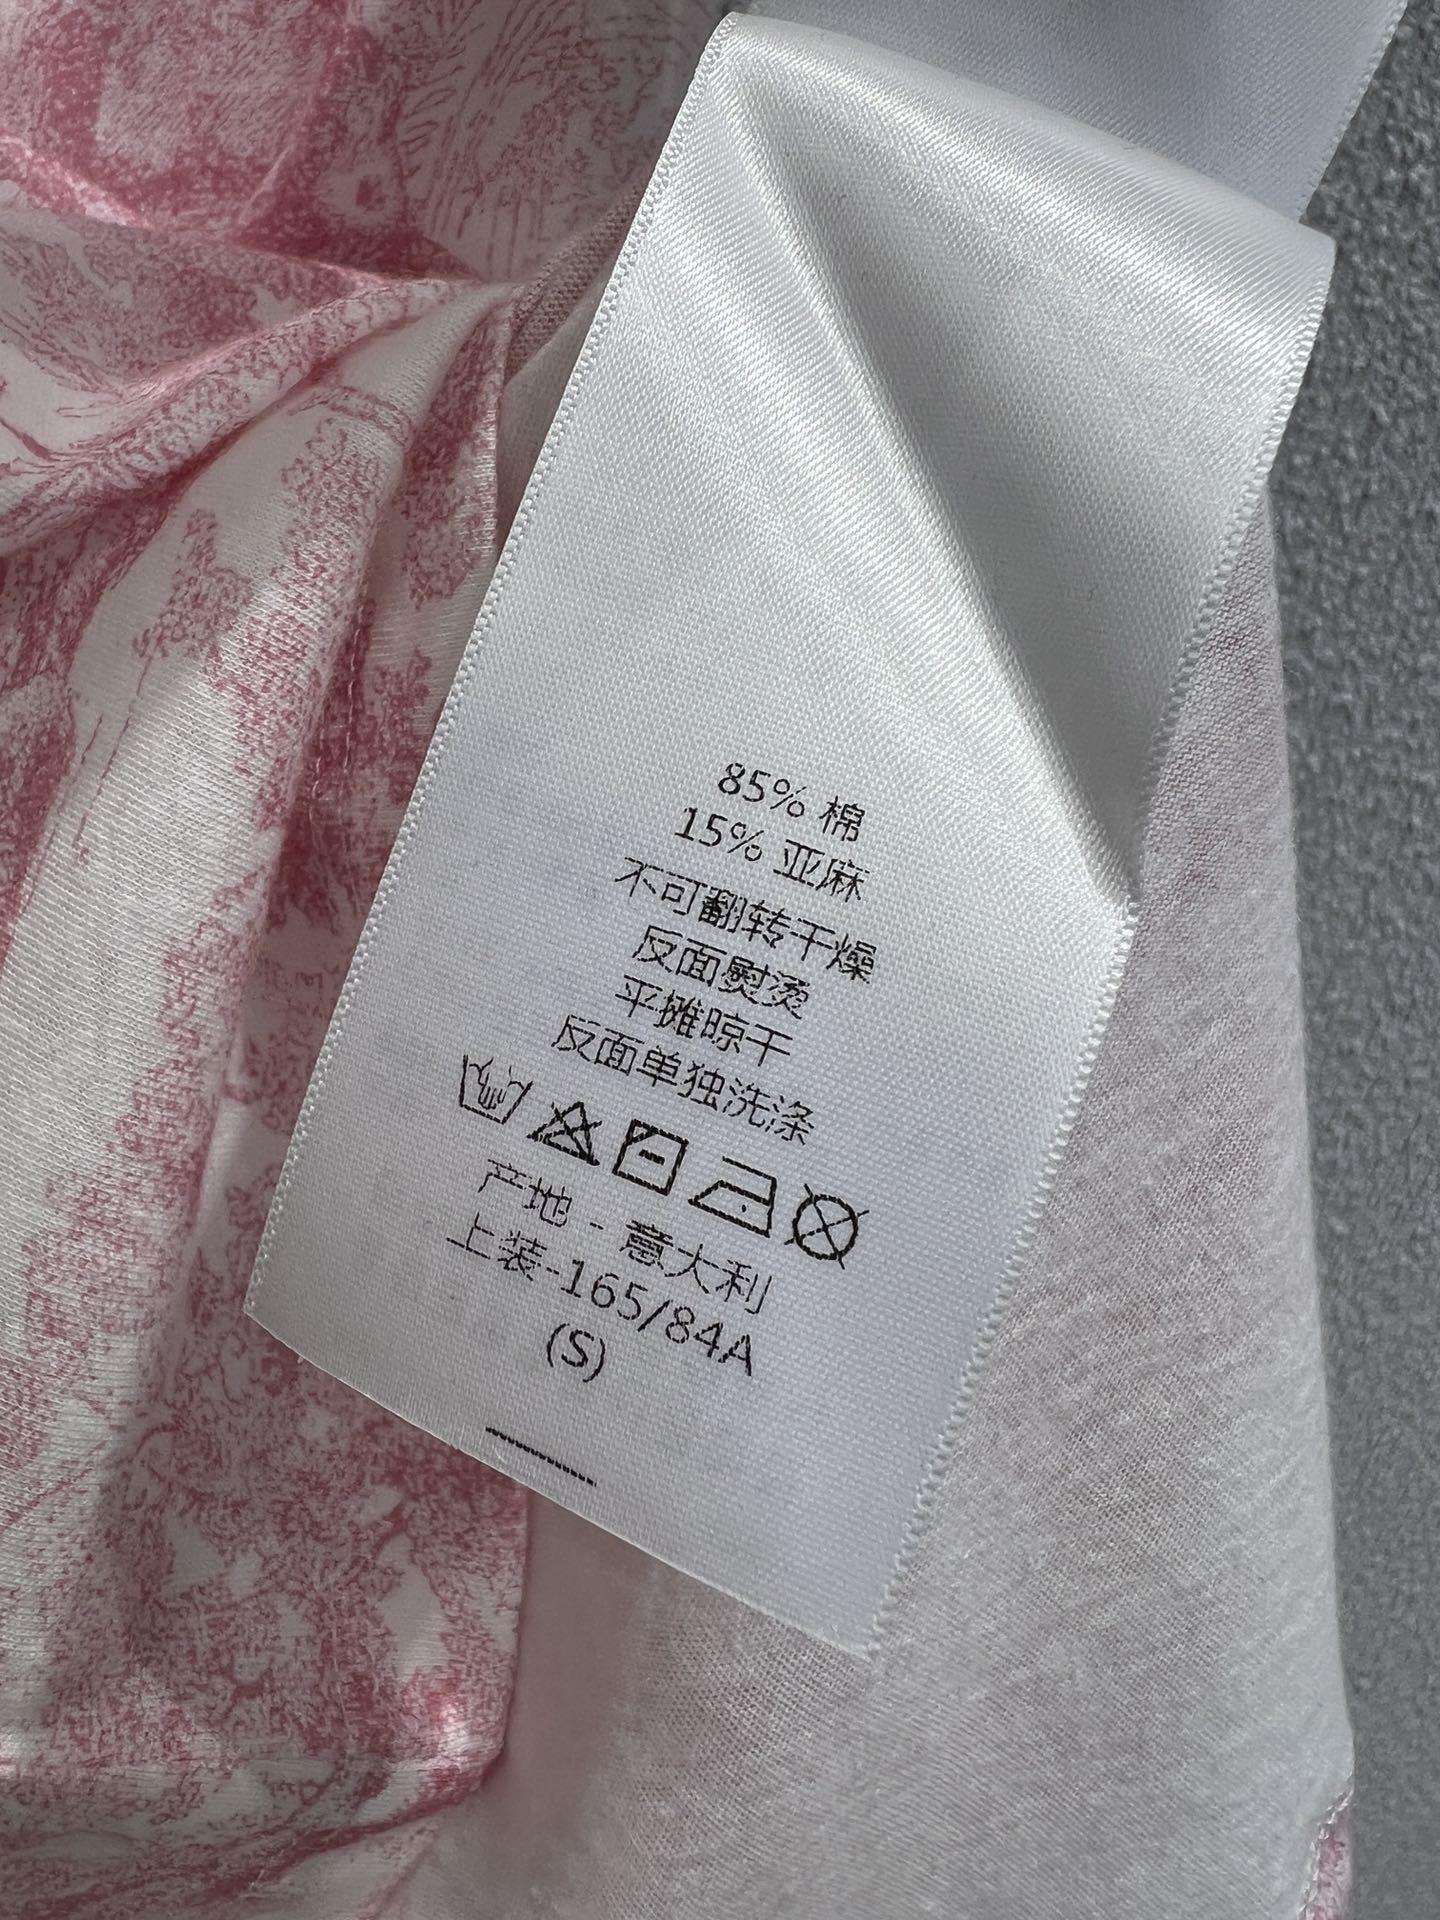 85% 棉
15% 亚麻
不可翻转干燥
反面熨烫
平摊晾干
反面单独洗涤
产地 - 意大利
上装-165/84A
(S)